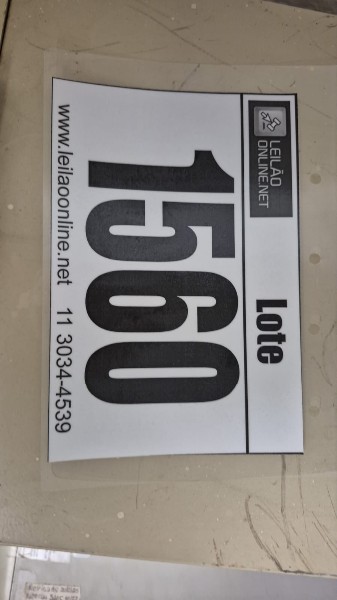 LEILÃO
ONLINE.NET
Lote
1560
www.leilaoonline.net 11 3034-4539